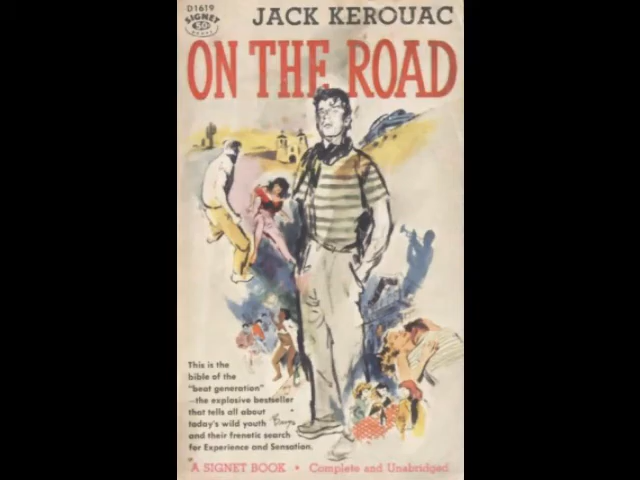 D1619
SIGNET
50¢
BOOKS
JACK KEROUAC
ON THE ROAD
This is the
bible of the
"beat generation"
—the explosive bestseller
that tells all about
today's wild youth
and their frenetic search
for Experience and Sensation.
A SIGNET BOOK • Complete and Unabridged